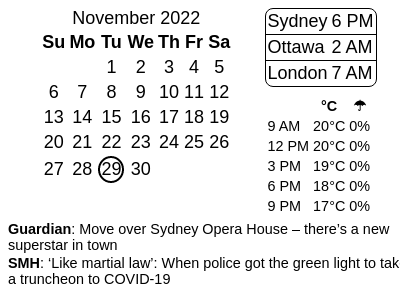 November 2022
Su Mo Tu We Th Fr Sa
1 2 3 4 5
6 7 8 9 10 11 12
13 14 15 16 17 18 19
20 21 22 23 24 25 26
27 28 29 30
Sydney 6 PM
Ottawa 2 AM
London 7 AM
°C ☂
9 AM 20°C 0%
12 PM 20°C 0%
3 PM 19°C 0%
6 PM 18°C 0%
9 PM 17°C 0%
Guardian: Move over Sydney Opera House – there’s a new
superstar in town
SMH: ‘Like martial law’: When police got the green light to tak
a truncheon to COVID-19